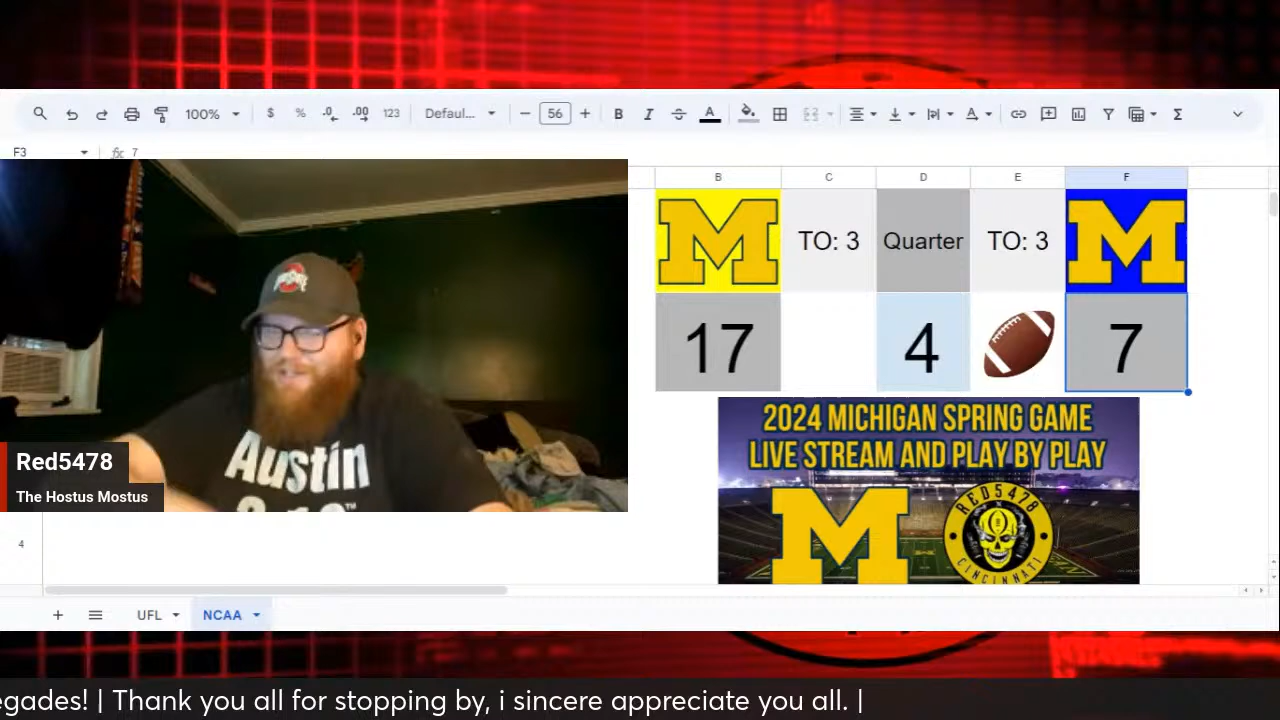 100%
$
%
.0
.00
123
Defaul...
56
B
I
A
Σ
F3
fx 7
B C D E F
M TO: 3 Quarter TO: 3 M
17 4 7
2024 MICHIGAN SPRING GAME
LIVE STREAM AND PLAY BY PLAY
M
RED5478
CINCINNATI
Austin
Red5478
The Hostus Mostus
4
UFL
NCAA
egades! | Thank you all for stopping by, i sincere appreciate you all. |